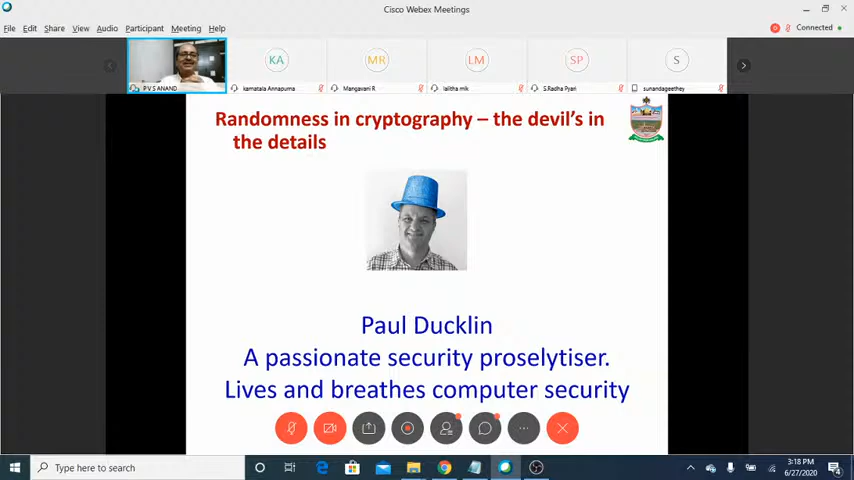 Cisco Webex Meetings
File Edit Share View Audio Participant Meeting Help
Connected
KA MR LM SP S
P V S ANAND kamatala Annapurna Mangavani R lalitha mlk S.Radha Pyari sunandageethey
Randomness in cryptography – the devil's in
the details
Paul Ducklin
A passionate security proselytiser.
Lives and breathes computer security
Type here to search
3:18 PM
6/27/2020
4